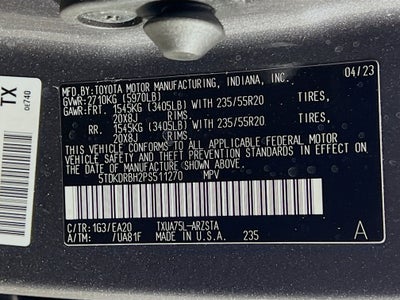 MFD. BY: TOYOTA MOTOR MANUFACTURING, INDIANA, INC.
GVWR:2710KG (5970LB) 04/23
GAWR:FRT. 1545KG (3405LB) WITH 235/55R20 TIRES,
20X8J RIMS.
RR. 1545KG (3405LB) WITH 235/55R20 TIRES,
20X8J RIMS.
THIS VEHICLE CONFORMS TO ALL APPLICABLE FEDERAL MOTOR
VEHICLE SAFETY STANDARDS IN EFFECT ON THE
DATE OF MANUFACTURE SHOWN ABOVE.
5TDKDRBH2PS511270 MPV
C/TR: 1G3/EA20 TXUA75L-ARZSTA
A/TM: /UA81F MADE IN U.S.A. 235 A
TX